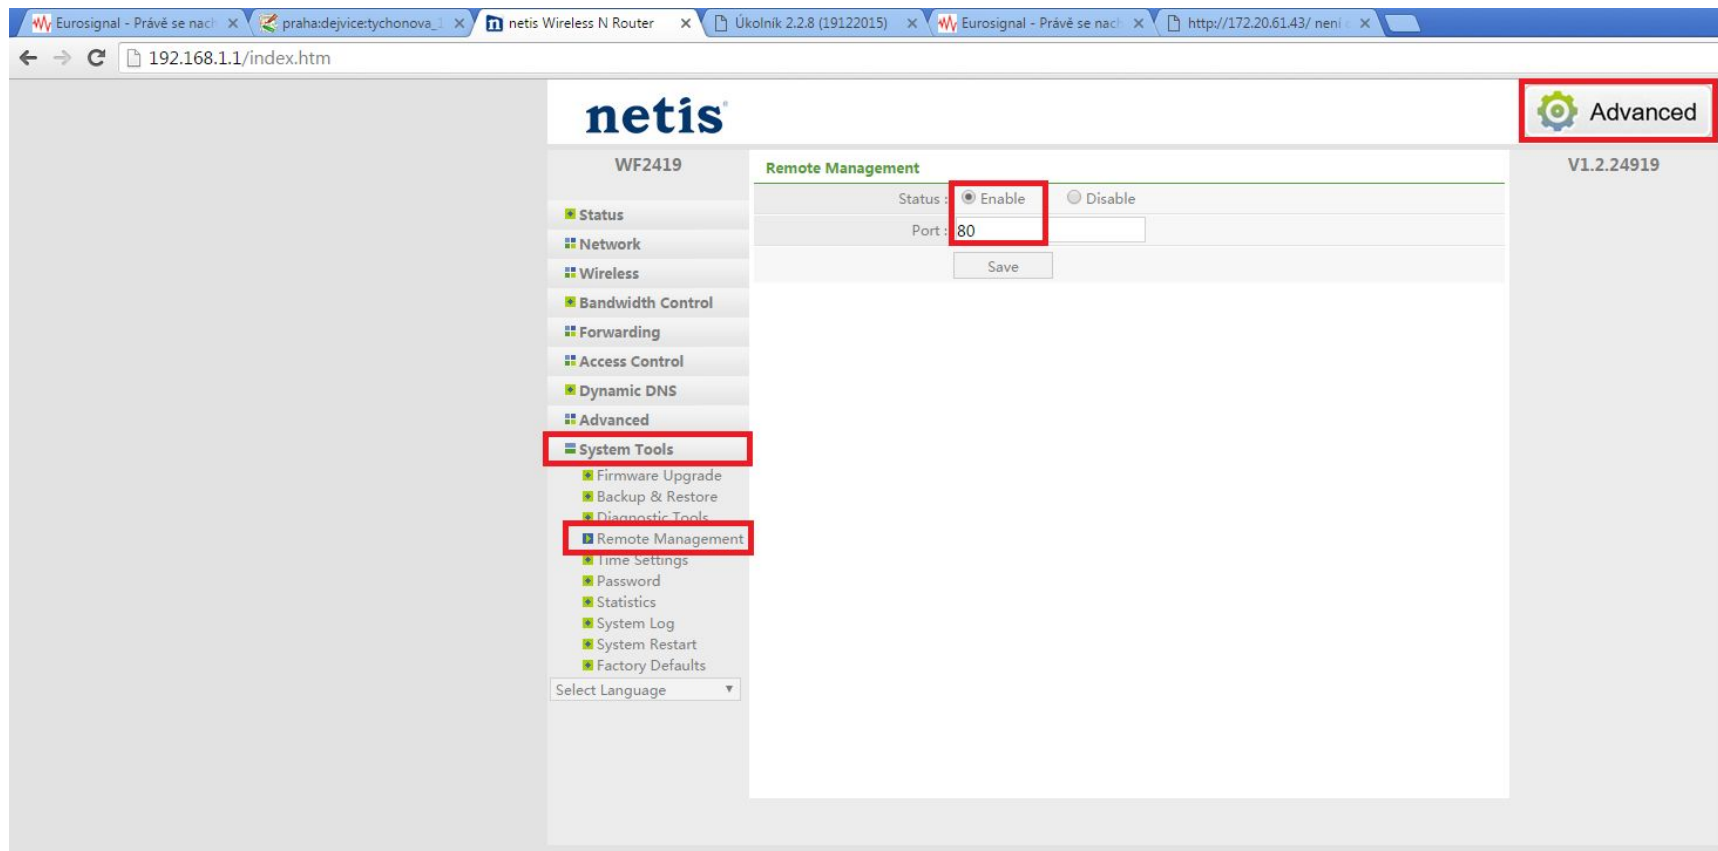 Eurosignal - Právě se nach
praha:dejvice:tychonova_1
netis Wireless N Router
Úkolník 2.2.8 (19122015)
Eurosignal - Právě se nach
http://172.20.61.43/ není
192.168.1.1/index.htm
netis
Advanced
WF2419
Remote Management
V1.2.24919
Status :
Enable
Disable
Port :
80
Save
Status
Network
Wireless
Bandwidth Control
Forwarding
Access Control
Dynamic DNS
Advanced
System Tools
Firmware Upgrade
Backup & Restore
Diagnostic Tools
Remote Management
Time Settings
Password
Statistics
System Log
System Restart
Factory Defaults
Select Language